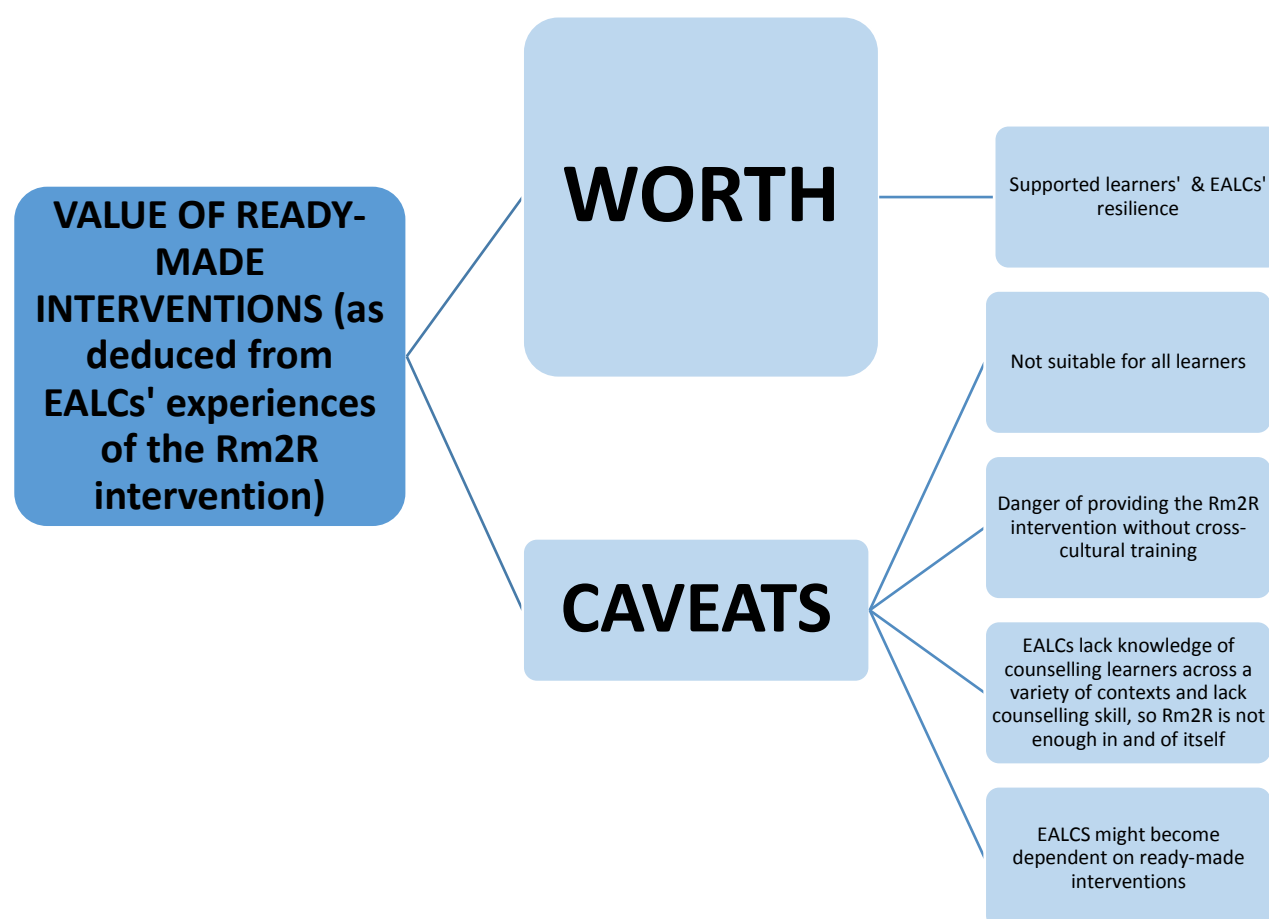 VALUE OF READY-
MADE
INTERVENTIONS (as
deduced from
EALCs' experiences
of the Rm2R
intervention)
WORTH
Supported learners'  & EALCs'
resilience
CAVEATS
Not suitable for all learners
Danger of providing the Rm2R
intervention without cross-
cultural training
EALCs lack knowledge of
counselling learners across a
variety of contexts and lack
counselling skill, so Rm2R is not
enough in and of itself
EALCS might become
dependent on ready-made
interventions